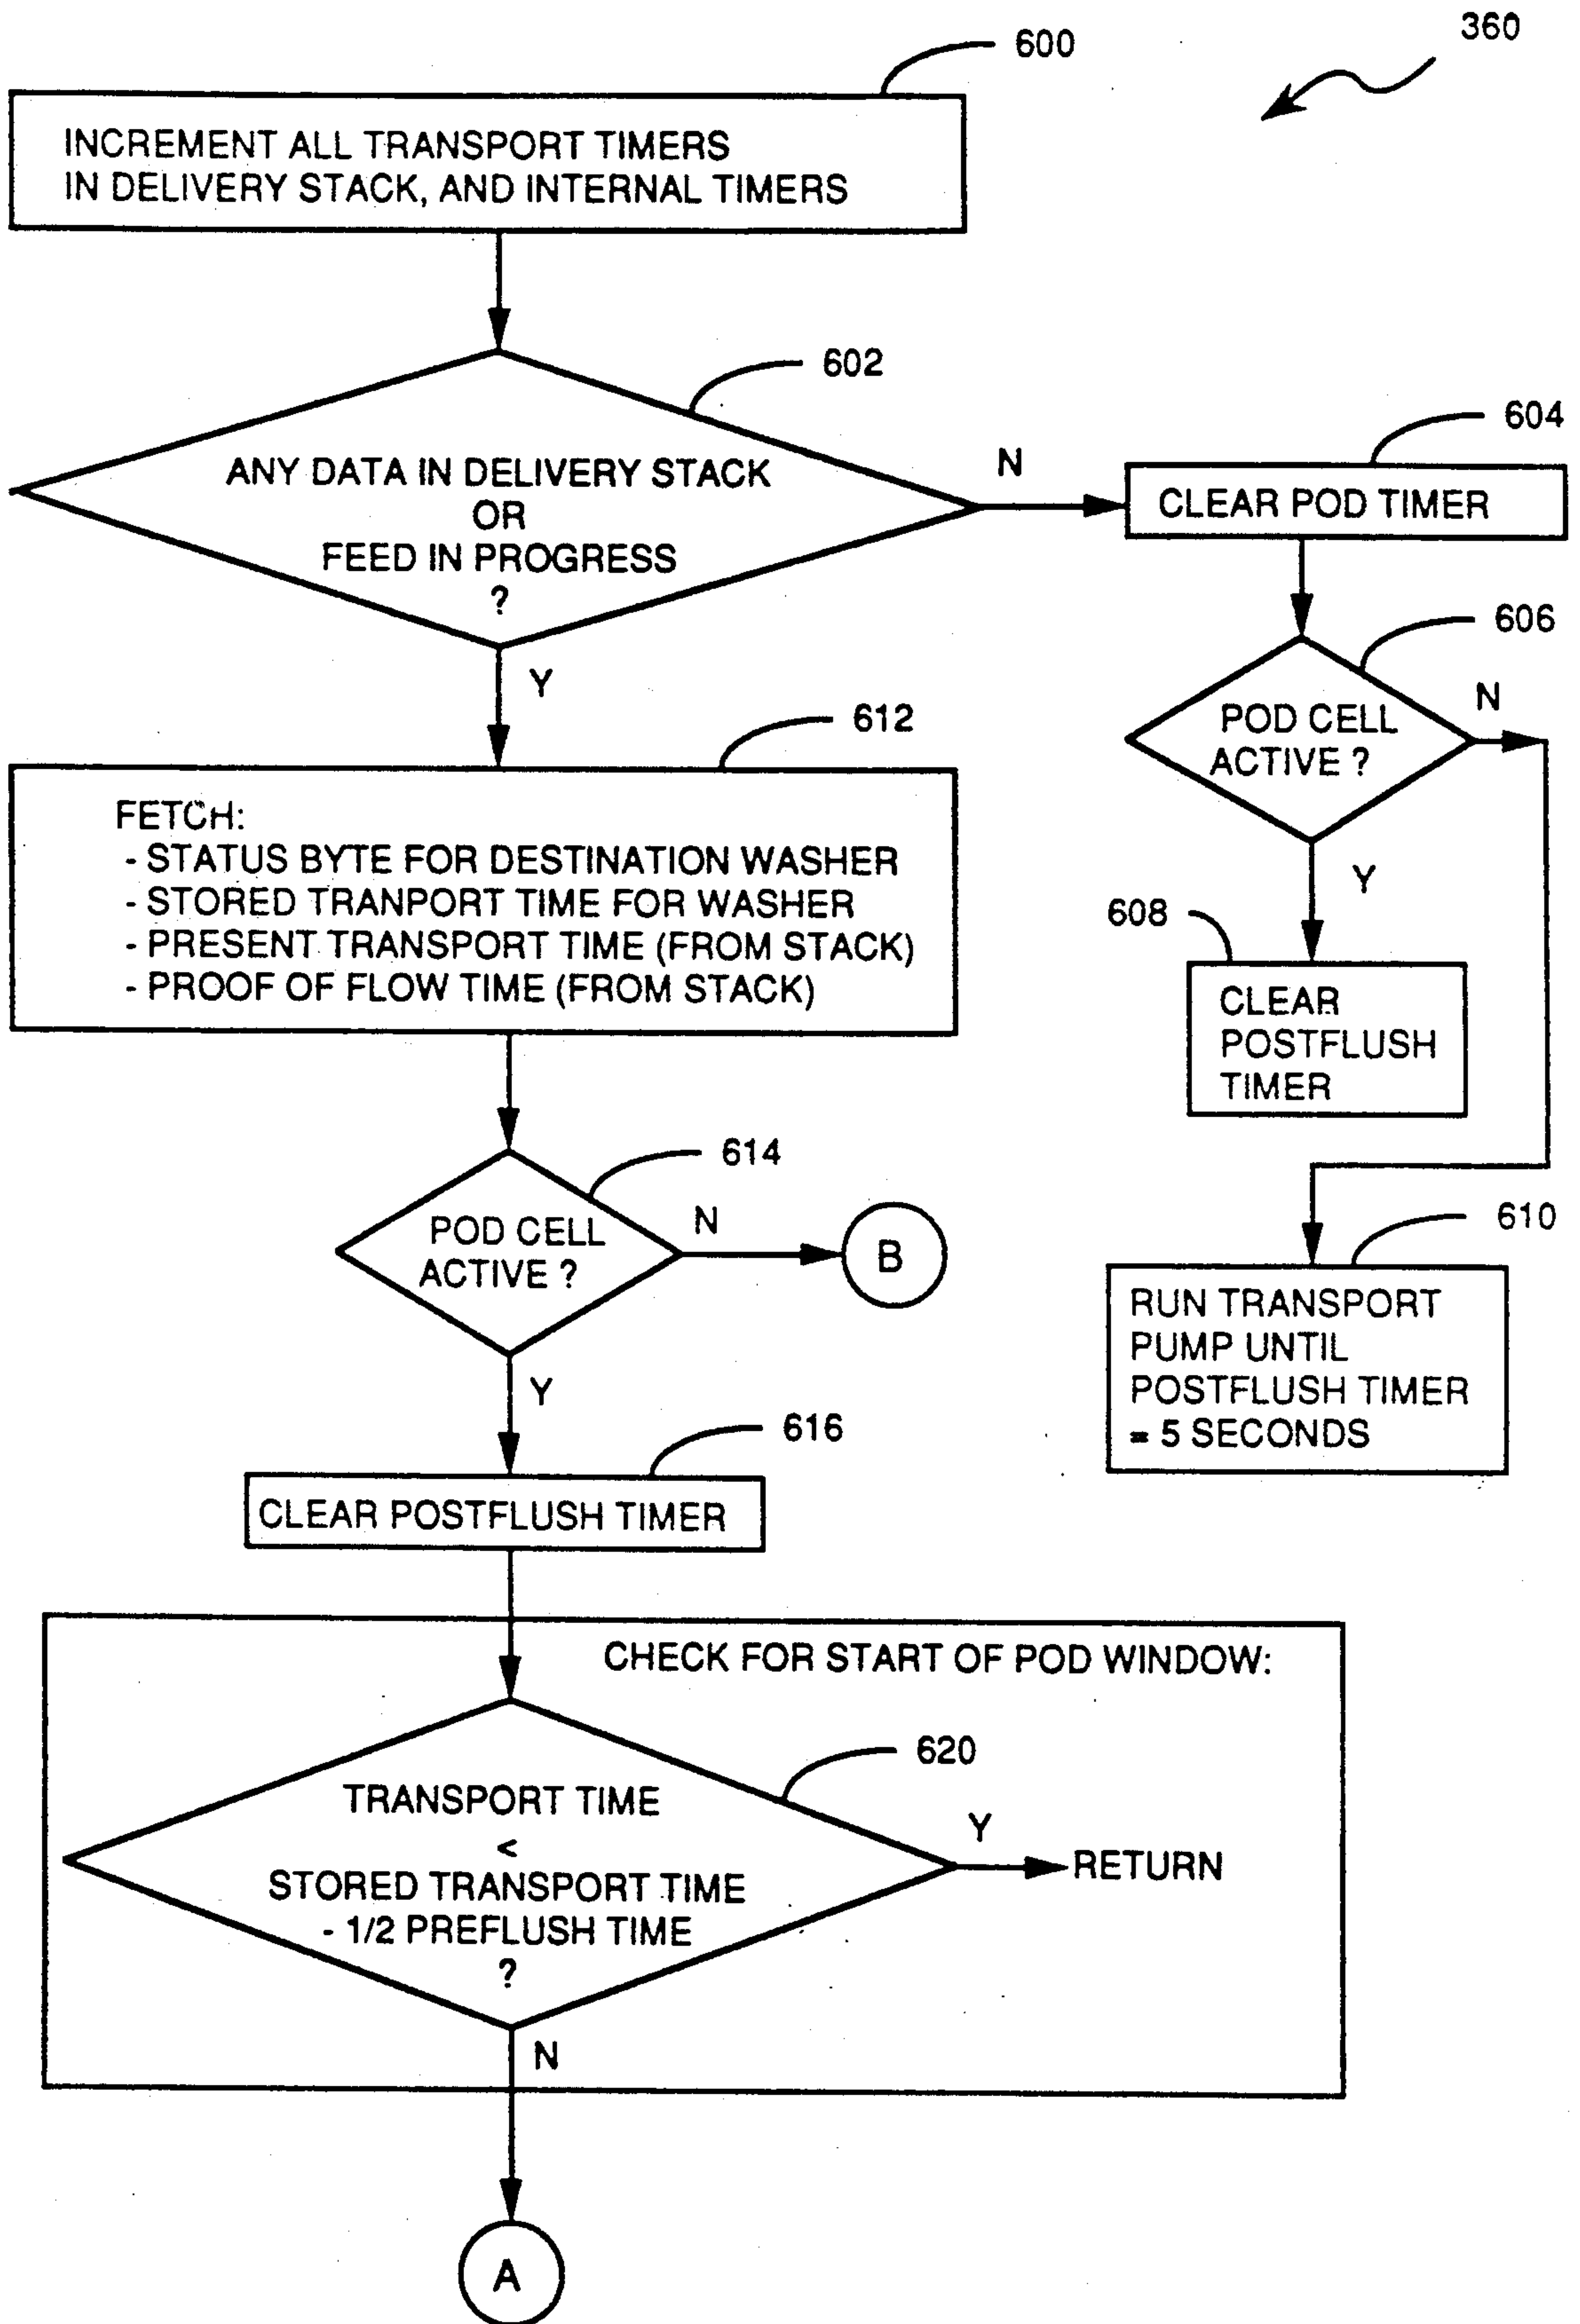 360
600
INCREMENT ALL TRANSPORT TIMERS
IN DELIVERY STACK, AND INTERNAL TIMERS
602
ANY DATA IN DELIVERY STACK
OR
FEED IN PROGRESS
?
N
604
CLEAR POD TIMER
606
POD CELL
ACTIVE ?
N
Y
608
CLEAR
POSTFLUSH
TIMER
610
RUN TRANSPORT
PUMP UNTIL
POSTFLUSH TIMER
= 5 SECONDS
Y
612
FETCH:
- STATUS BYTE FOR DESTINATION WASHER
- STORED TRANPORT TIME FOR WASHER
- PRESENT TRANSPORT TIME (FROM STACK)
- PROOF OF FLOW TIME (FROM STACK)
614
POD CELL
ACTIVE ?
N
B
Y
616
CLEAR POSTFLUSH TIMER
CHECK FOR START OF POD WINDOW:
620
TRANSPORT TIME
<
STORED TRANSPORT TIME
- 1/2 PREFLUSH TIME
?
Y
RETURN
N
A